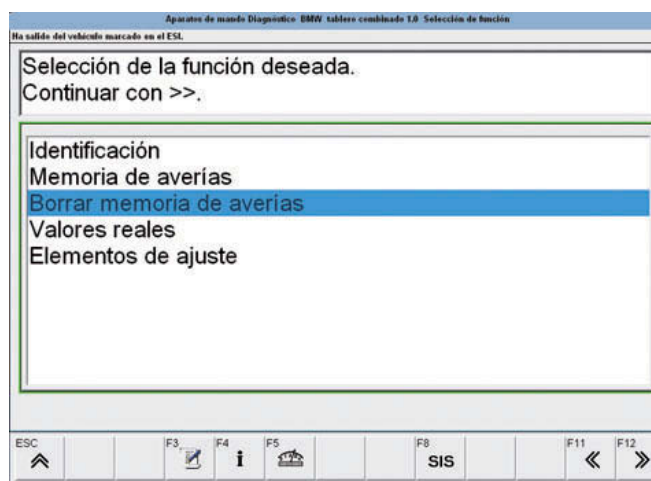 Aparatos de mando Diagnóstico BMW tablero combinado 1.0 Selección de función
Ha salido del vehículo marcado en el ESI.
Selección de la función deseada.
Continuar con >>.
Identificación
Memoria de averías
Borrar memoria de averías
Valores reales
Elementos de ajuste
ESC F3 F4 i F5 F8 SIS F11 « F12 »